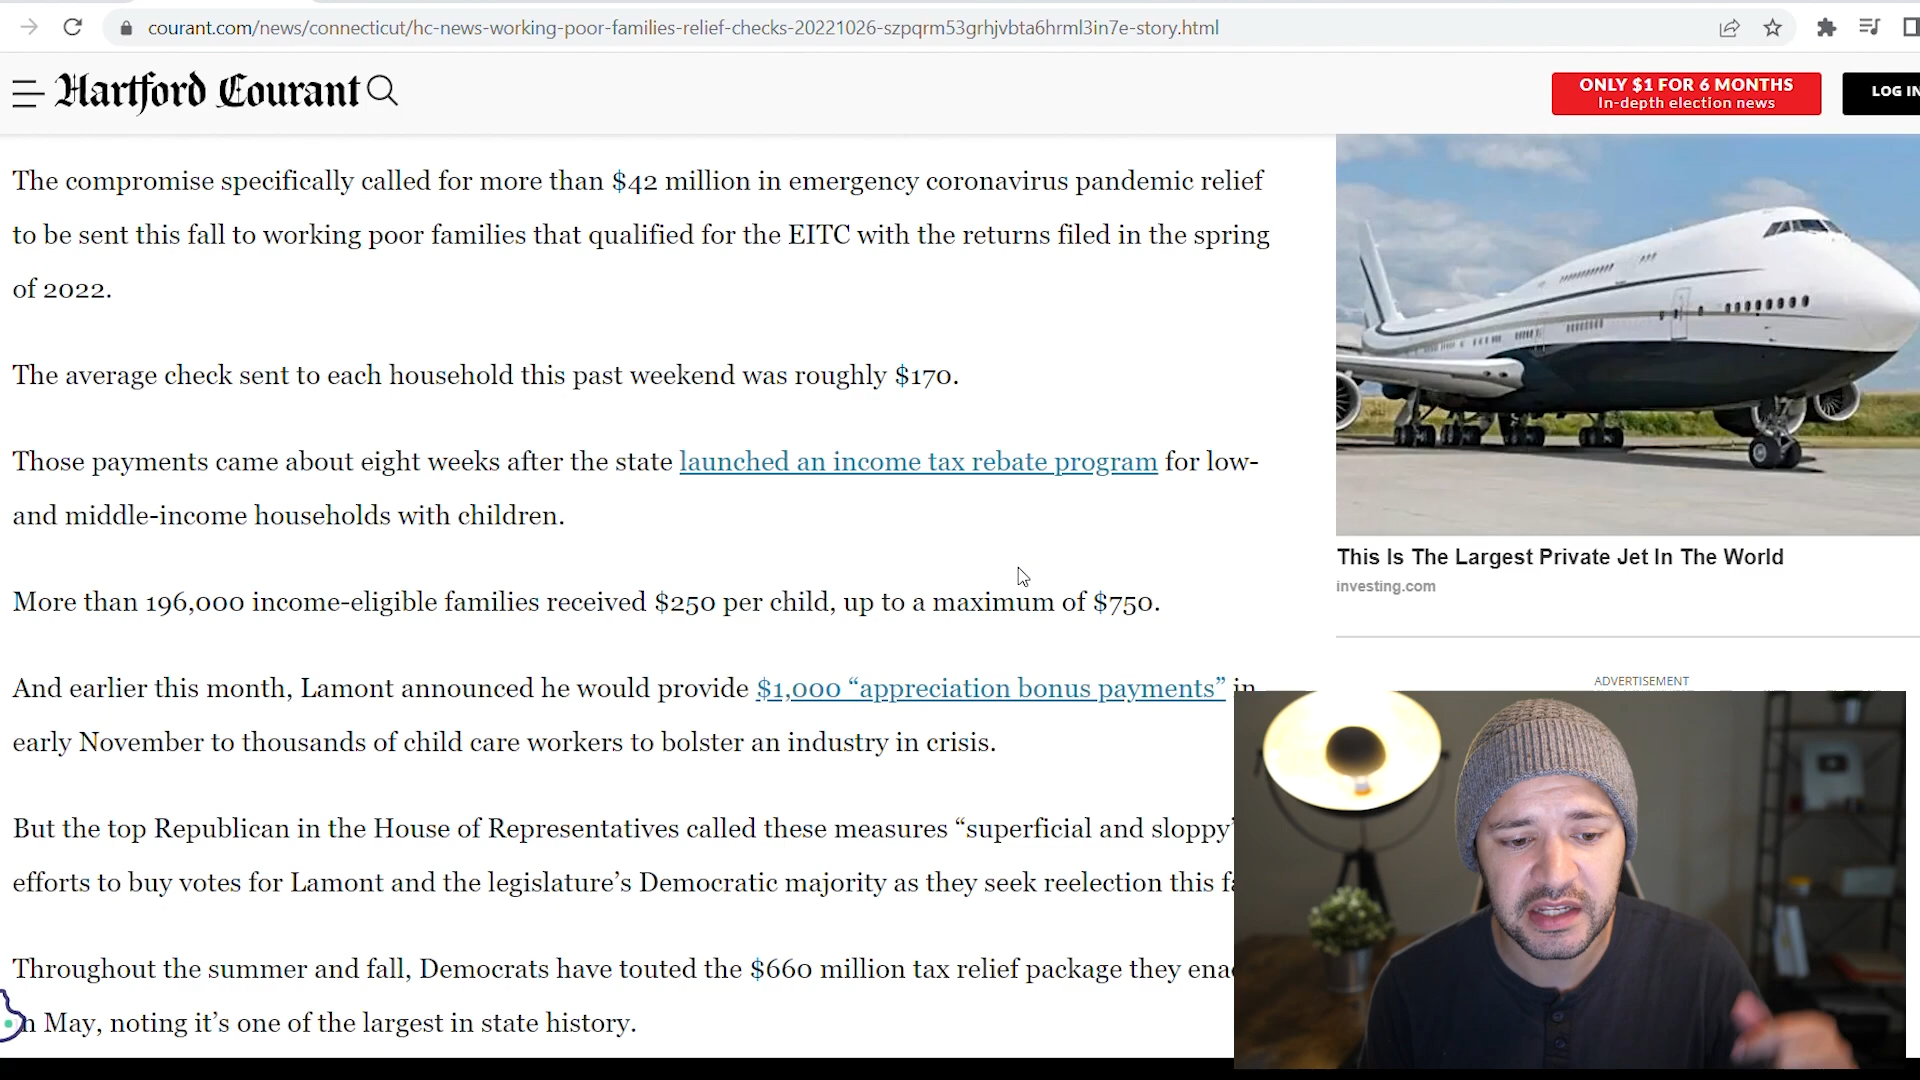 courant.com/news/connecticut/hc-news-working-poor-families-relief-checks-20221026-szpqrm53grhjvbta6hrml3in7e-story.html
Hartford Courant
ONLY $1 FOR 6 MONTHS
In-depth election news
LOG IN
The compromise specifically called for more than $42 million in emergency coronavirus pandemic relief
to be sent this fall to working poor families that qualified for the EITC with the returns filed in the spring
of 2022.
The average check sent to each household this past weekend was roughly $170.
Those payments came about eight weeks after the state launched an income tax rebate program for low-
and middle-income households with children.
More than 196,000 income-eligible families received $250 per child, up to a maximum of $750.
And earlier this month, Lamont announced he would provide $1,000 “appreciation bonus payments” in
early November to thousands of child care workers to bolster an industry in crisis.
But the top Republican in the House of Representatives called these measures “superficial and sloppy”
efforts to buy votes for Lamont and the legislature’s Democratic majority as they seek reelection this
Throughout the summer and fall, Democrats have touted the $660 million tax relief package they
in May, noting it’s one of the largest in state history.
This Is The Largest Private Jet In The World
investing.com
ADVERTISEMENT